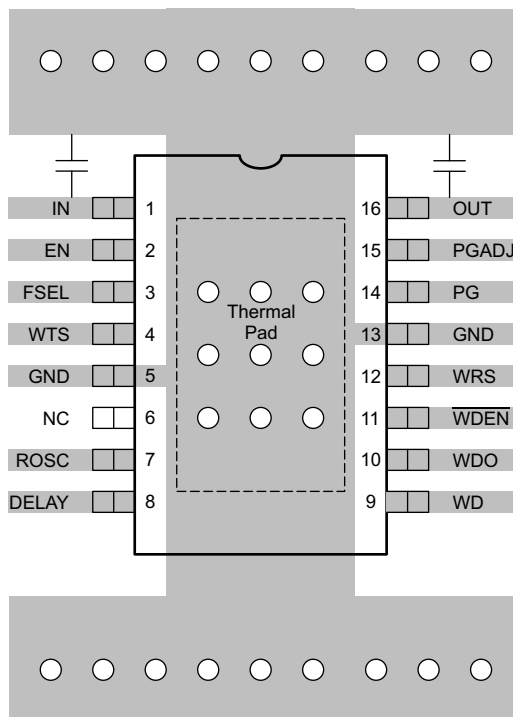 IN 1 16 OUT
EN 2 15 PGADJ
FSEL 3 14 PG
Thermal
Pad
WTS 4 13 GND
GND 5 12 WRS
NC 6 11 WDEN
ROSC 7 10 WDO
DELAY 8 9 WD